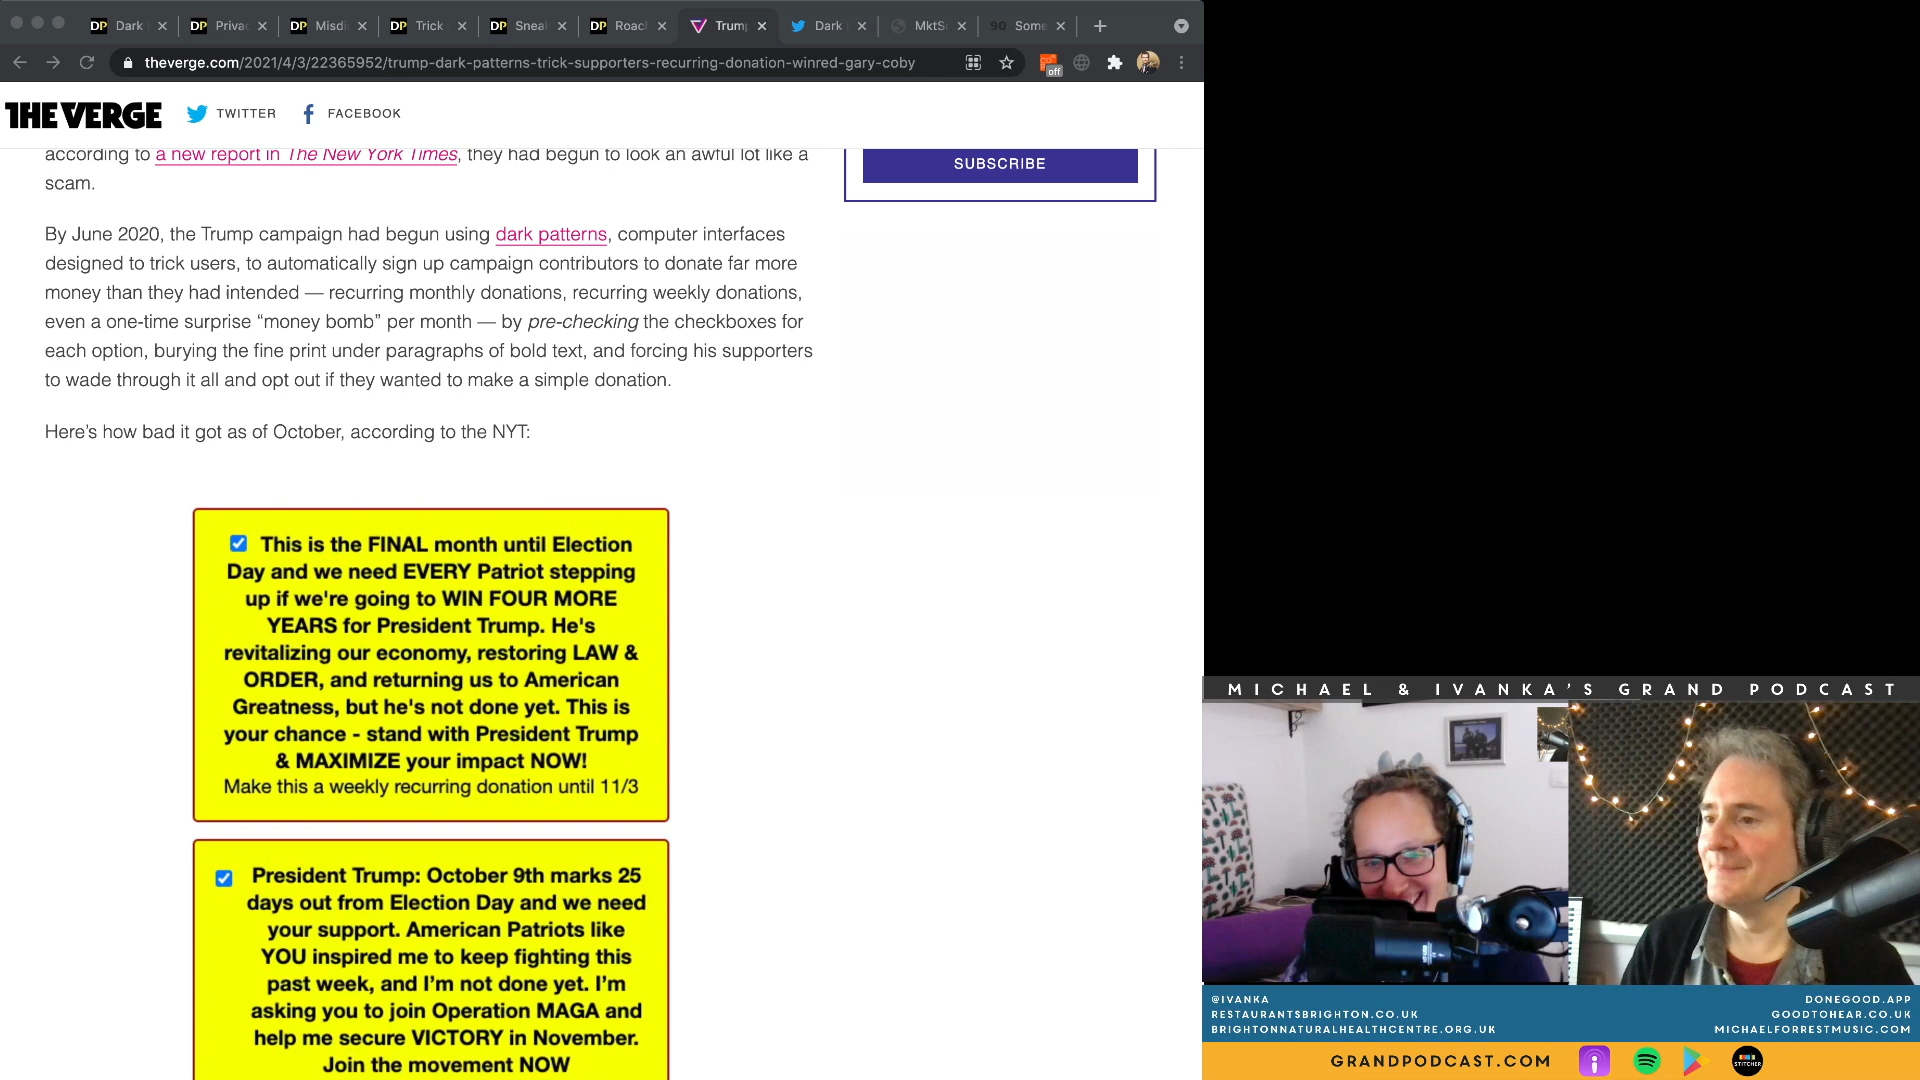 Dark
Priva
Misdi
Trick
Sneak
Roac
Trump
Dark
MktS
Some
theverge.com/2021/4/3/22365952/trump-dark-patterns-trick-supporters-recurring-donation-winred-gary-coby
off
THE VERGE
TWITTER
FACEBOOK
according to a new report in The New York Times, they had begun to look an awful lot like a
scam.
SUBSCRIBE
By June 2020, the Trump campaign had begun using dark patterns, computer interfaces
designed to trick users, to automatically sign up campaign contributors to donate far more
money than they had intended — recurring monthly donations, recurring weekly donations,
even a one-time surprise “money bomb” per month — by pre-checking the checkboxes for
each option, burying the fine print under paragraphs of bold text, and forcing his supporters
to wade through it all and opt out if they wanted to make a simple donation.
Here’s how bad it got as of October, according to the NYT:
This is the FINAL month until Election
Day and we need EVERY Patriot stepping
up if we're going to WIN FOUR MORE
YEARS for President Trump. He's
revitalizing our economy, restoring LAW &
ORDER, and returning us to American
Greatness, but he's not done yet. This is
your chance - stand with President Trump
& MAXIMIZE your impact NOW!
Make this a weekly recurring donation until 11/3
President Trump: October 9th marks 25
days out from Election Day and we need
your support. American Patriots like
YOU inspired me to keep fighting this
past week, and I’m not done yet. I’m
asking you to join Operation MAGA and
help me secure VICTORY in November.
Join the movement NOW
MICHAEL & IVANKA'S GRAND PODCAST
@IVANKA
RESTAURANTSBRIGHTON.CO.UK
BRIGHTONNATURALHEALTHCENTRE.ORG.UK
DONEGOOD.APP
GOODTOHEAR.CO.UK
MICHAELFORRESTMUSIC.COM
GRANDPODCAST.COM
STITCHER